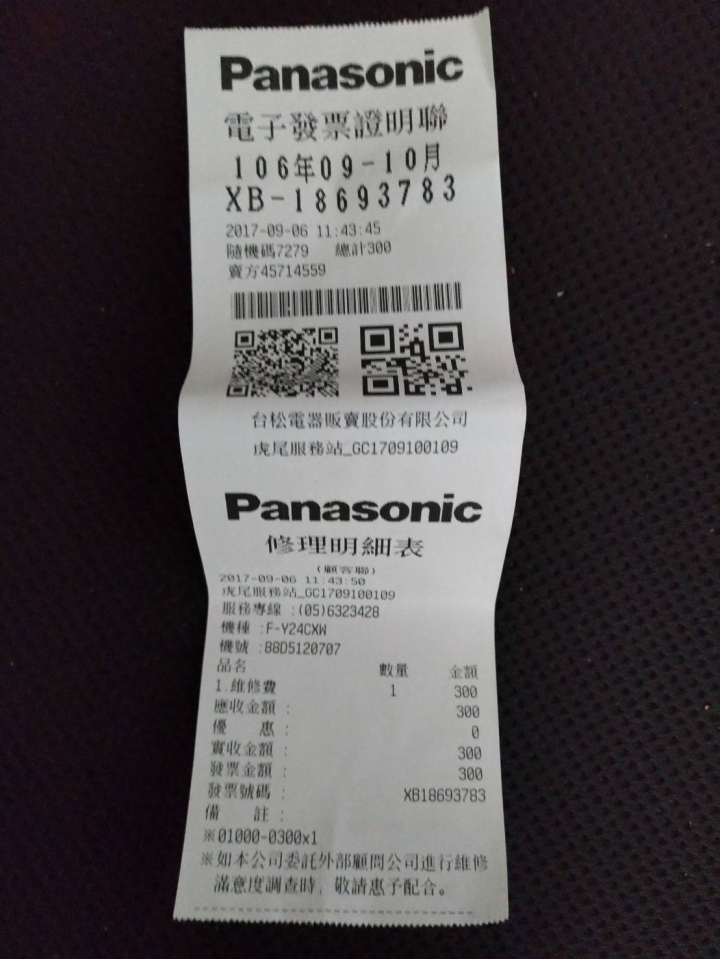 Panasonic
電子發票證明聯
106年09-10月
XB-18693783
2017-09-06 11:43:45
隨機碼7279 總計300
賣方45714559
台松電器販賣股份有限公司
虎尾服務站_GC1709100109
Panasonic
修理明細表
(顧客聯)
2017-09-06 11:43:50
虎尾服務站_GC1709100109
服務專線 :(05)6323428
機種 :F-Y24CXW
機號 :88D5120707
品名 數量 金額
1.維修費 1 300
應收金額 : 300
優 惠 : 0
實收金額 : 300
發票金額 : 300
發票號碼 : XB18693783
備 註 :
※01000-0300x1
※如本公司委託外部顧問公司進行維修
滿意度調查時﹐敬請惠予配合。